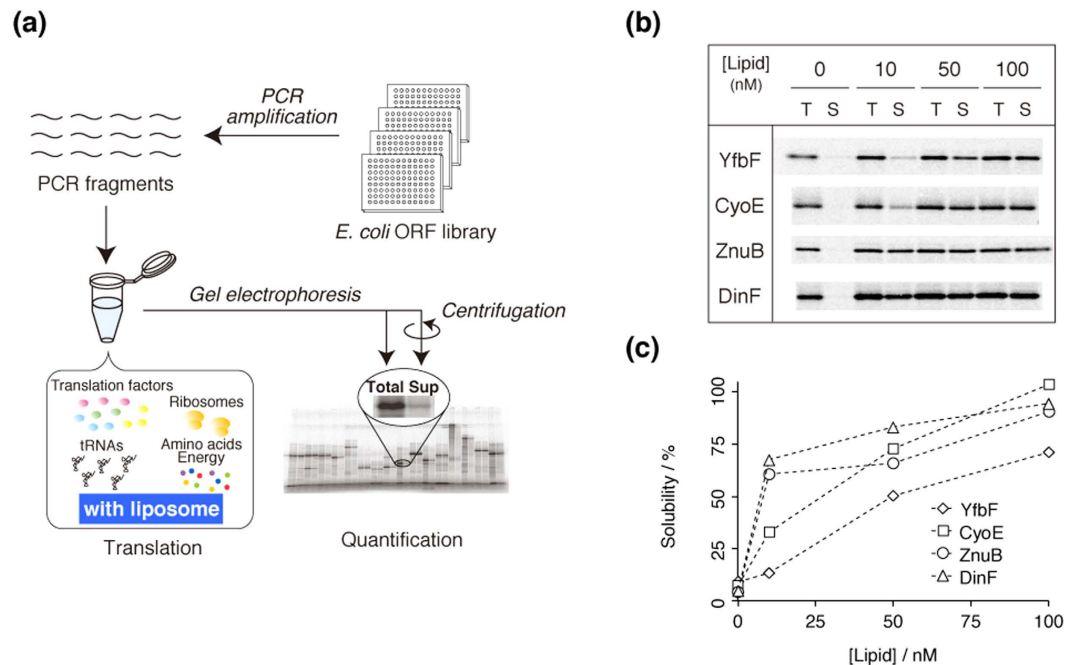 (a)
PCR
amplification
PCR fragments
E. coli ORF library
Gel electrophoresis
Centrifugation
Translation factors
Ribosomes
tRNAs
Amino acids
Energy
with liposome
Translation
Total Sup
Quantification
(b)
[Lipid] 0 10 50 100
(nM)
T S T S T S T S
YfbF
CyoE
ZnuB
DinF
(c)
Solubility / %
100
75
50
25
0
YfbF
CyoE
ZnuB
DinF
0 25 50 75 100
[Lipid] / nM